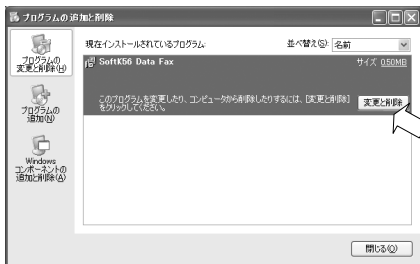 プログラムの追加と削除
プログラムの
変更と削除(H)
プログラムの
追加(N)
Windows
コンポーネントの
追加と削除(A)
現在インストールされているプログラム:
並べ替え(S): 名前
SoftK56 Data Fax
サイズ 0.50MB
このプログラムを変更したり、コンピュータから削除したりするには、[変更と削除]
をクリックしてください。
変更と削除
閉じる(O)